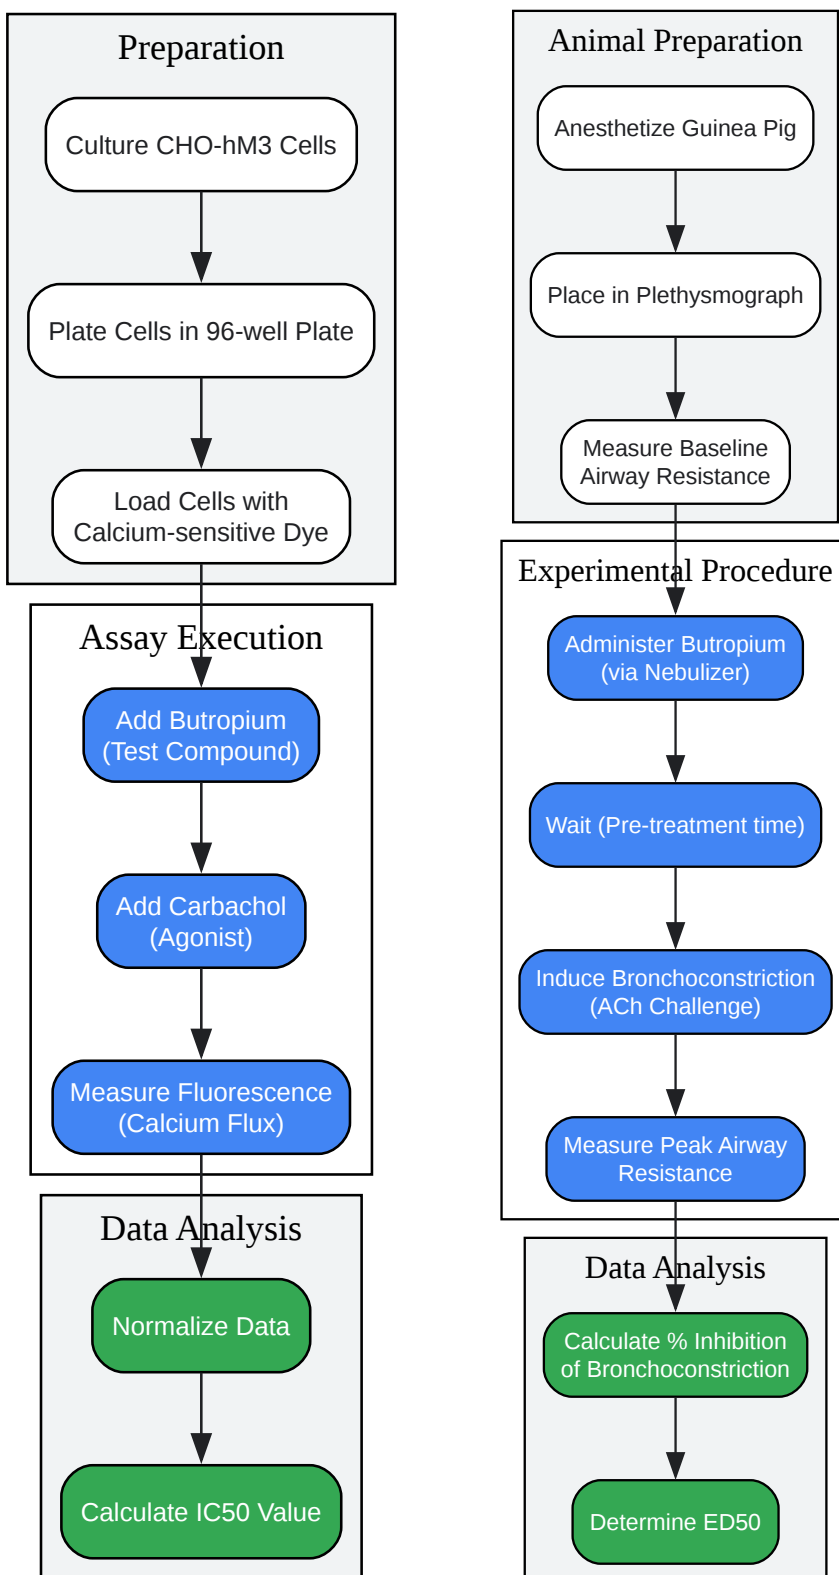 Preparation
Culture CHO-hM3 Cells
Plate Cells in 96-well Plate
Load Cells with
Calcium-sensitive Dye
Assay Execution
Add Butropium
(Test Compound)
Add Carbachol
(Agonist)
Measure Fluorescence
(Calcium Flux)
Data Analysis
Normalize Data
Calculate IC50 Value
Animal Preparation
Anesthetize Guinea Pig
Place in Plethysmograph
Measure Baseline
Airway Resistance
Experimental Procedure
Administer Butropium
(via Nebulizer)
Wait (Pre-treatment time)
Induce Bronchoconstriction
(ACh Challenge)
Measure Peak Airway
Resistance
Data Analysis
Calculate % Inhibition
of Bronchoconstriction
Determine ED50